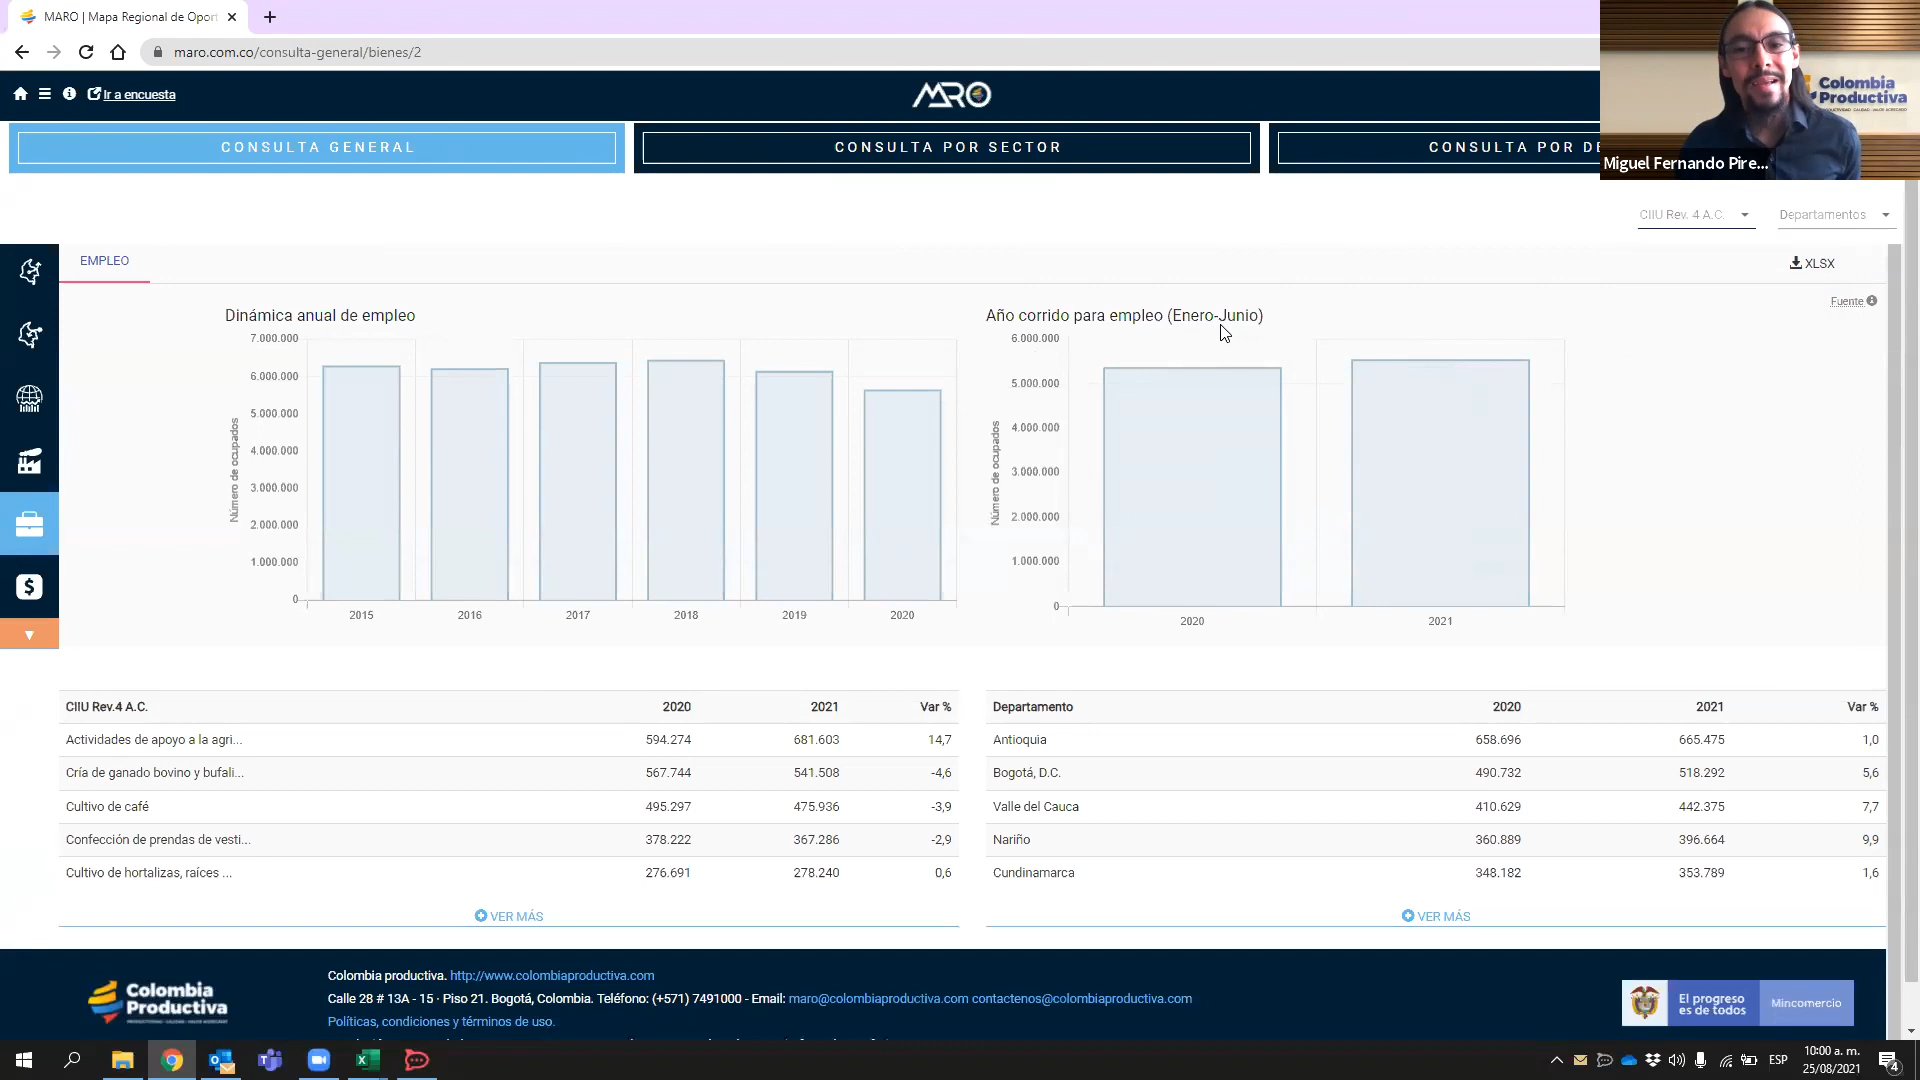 MARO | Mapa Regional de Oport
maro.com.co/consulta-general/bienes/2
Ir a encuesta
MRO
CONSULTA GENERAL
CONSULTA POR SECTOR
CONSULTA POR DE
Colombia
Productiva
Miguel Fernando Pire...
CIIU Rev. 4 A.C.
Departamentos
EMPLEO
XLSX
Fuente
Dinámica anual de empleo
Número de ocupados
7.000.000
6.000.000
5.000.000
4.000.000
3.000.000
2.000.000
1.000.000
0
2015 2016 2017 2018 2019 2020
Año corrido para empleo (Enero-Junio)
Número de ocupados
6.000.000
5.000.000
4.000.000
3.000.000
2.000.000
1.000.000
0
2020 2021
CIIU Rev.4 A.C. 2020 2021 Var %
Actividades de apoyo a la agri... 594.274 681.603 14,7
Cría de ganado bovino y bufali... 567.744 541.508 -4,6
Cultivo de café 495.297 475.936 -3,9
Confección de prendas de vesti... 378.222 367.286 -2,9
Cultivo de hortalizas, raíces ... 276.691 278.240 0,6
VER MÁS
Departamento 2020 2021 Var %
Antioquia 658.696 665.475 1,0
Bogotá, D.C. 490.732 518.292 5,6
Valle del Cauca 410.629 442.375 7,7
Nariño 360.889 396.664 9,9
Cundinamarca 348.182 353.789 1,6
VER MÁS
Colombia
Productiva
Colombia productiva. http://www.colombiaproductiva.com
Calle 28 # 13A - 15 · Piso 21. Bogotá, Colombia. Teléfono: (+571) 7491000 - Email: maro@colombiaproductiva.com contactenos@colombiaproductiva.com
Políticas, condiciones y términos de uso.
El progreso
es de todos
Mincomercio
ESP
10:00 a. m.
25/08/2021
4